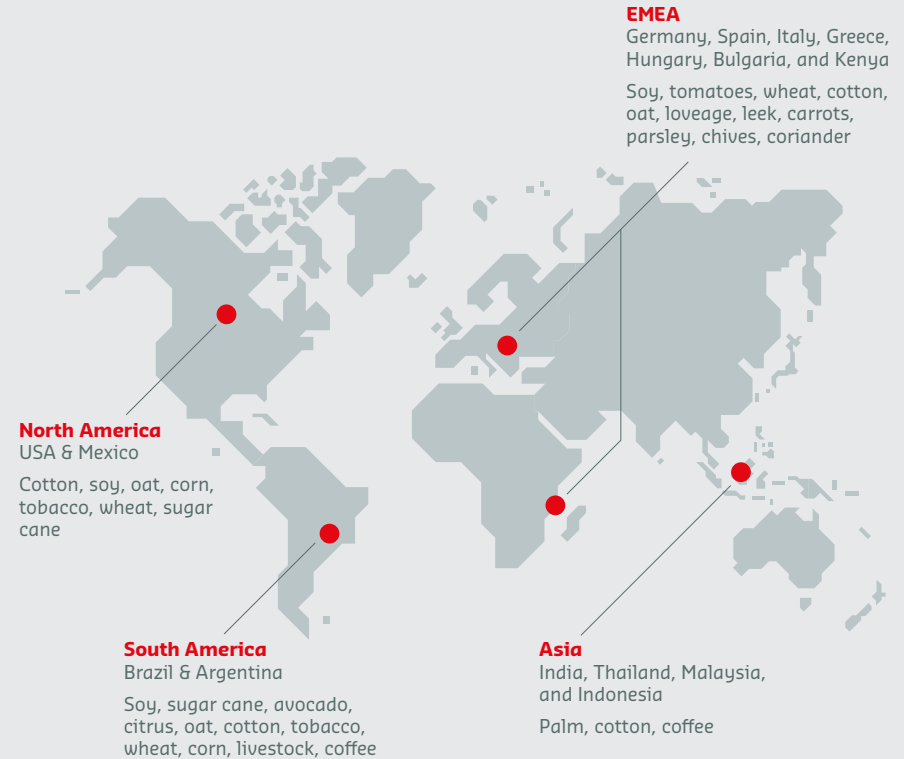 EMEA
Germany, Spain, Italy, Greece,
Hungary, Bulgaria, and Kenya
Soy, tomatoes, wheat, cotton,
oat, loveage, leek, carrots,
parsley, chives, coriander
North America
USA & Mexico
Cotton, soy, oat, corn,
tobacco, wheat, sugar
cane
South America
Brazil & Argentina
Soy, sugar cane, avocado,
citrus, oat, cotton, tobacco,
wheat, corn, livestock, coffee
Asia
India, Thailand, Malaysia,
and Indonesia
Palm, cotton, coffee